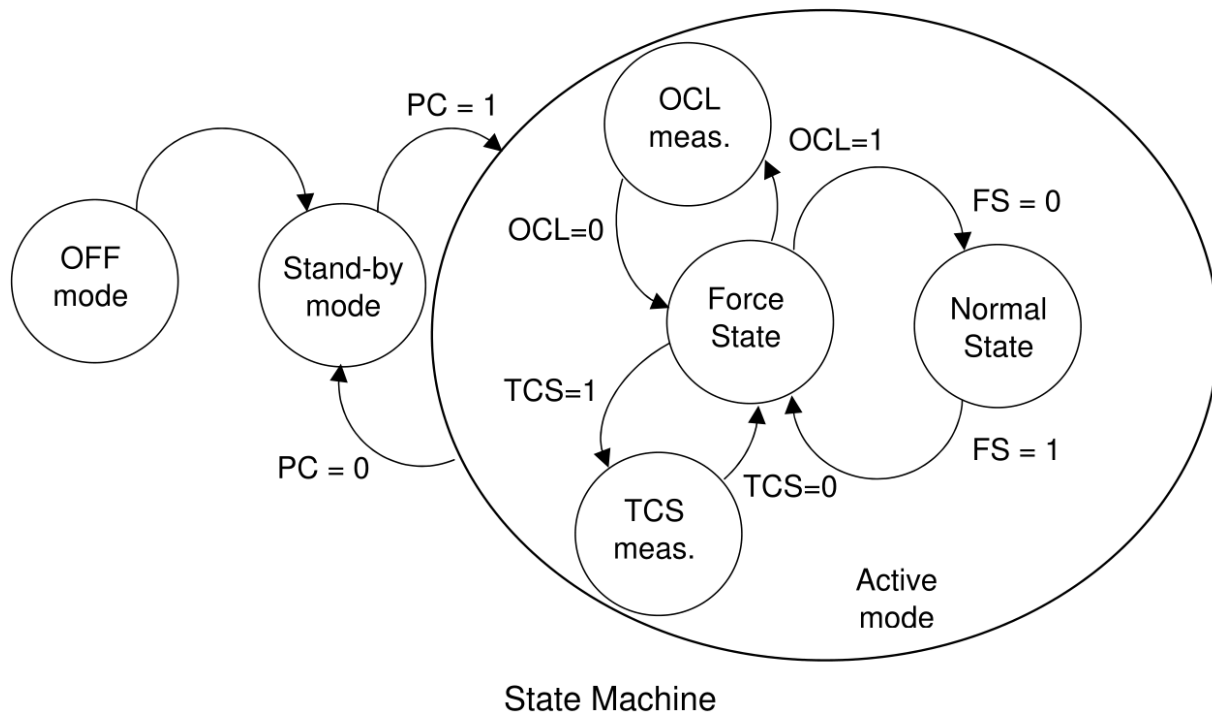 PC = 1
OCL
meas.
OCL=1
FS = 0
OCL=0
OFF
mode
Stand-by
mode
Force
State
Normal
State
TCS=1
FS = 1
PC = 0
TCS=0
TCS
meas.
Active
mode
State Machine